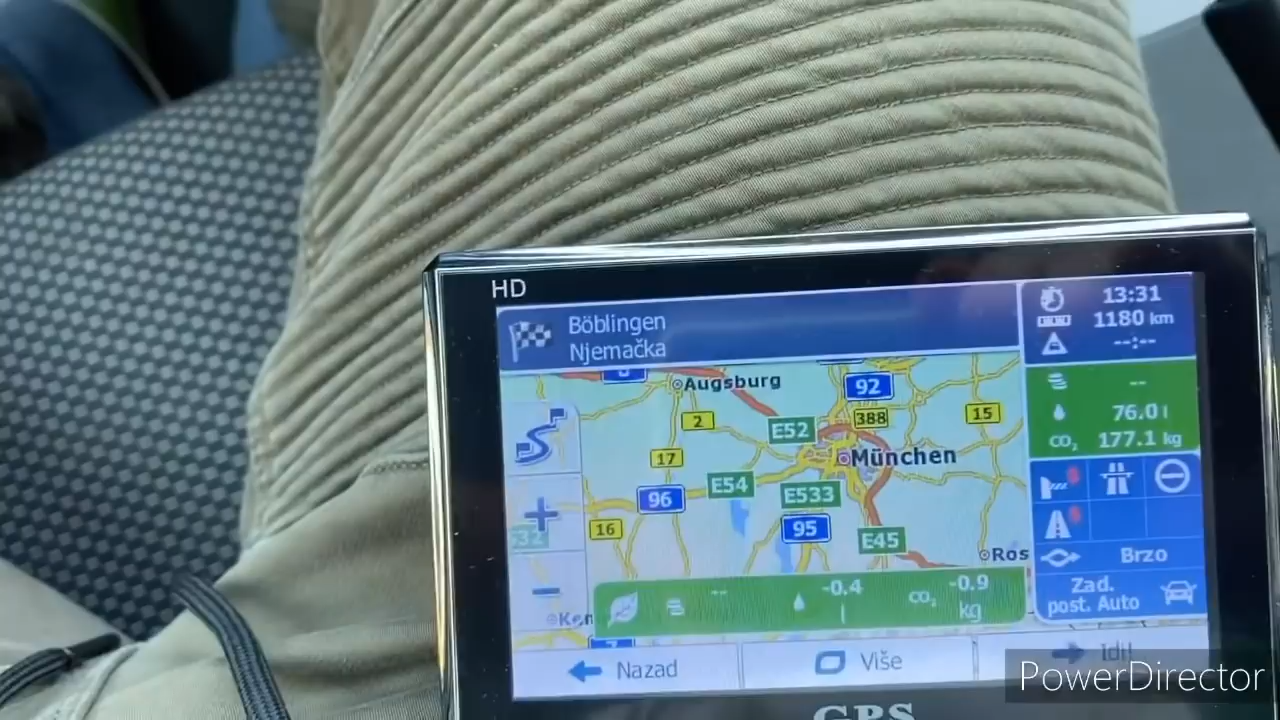 HD
Böblingen
Njemačka
13:31
1180 km
--:--
--
76.0 l
CO₂ 177.1 kg
Augsburg
92
2
388
15
E52
17
München
E54
96
E533
16
95
E45
Ros
Brzo
Zad.
post. Auto
--
-0.4
l
CO₂
-0.9
kg
Nazad
Više
Idi!
PowerDirector
GPS